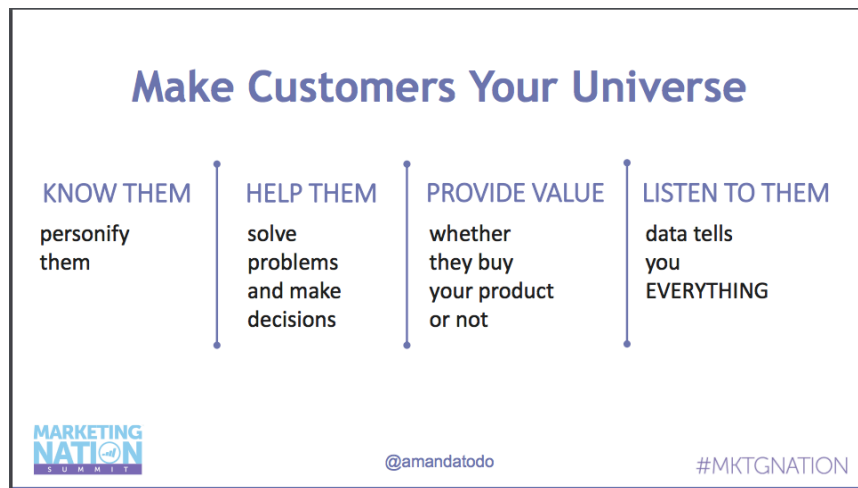 Make Customers Your Universe
KNOW THEM
personify
them
HELP THEM
solve
problems
and make
decisions
PROVIDE VALUE
whether
they buy
your product
or not
LISTEN TO THEM
data tells
you
EVERYTHING
MARKETING
NATION
SUMMIT
@amandatodo
#MKTGNATION